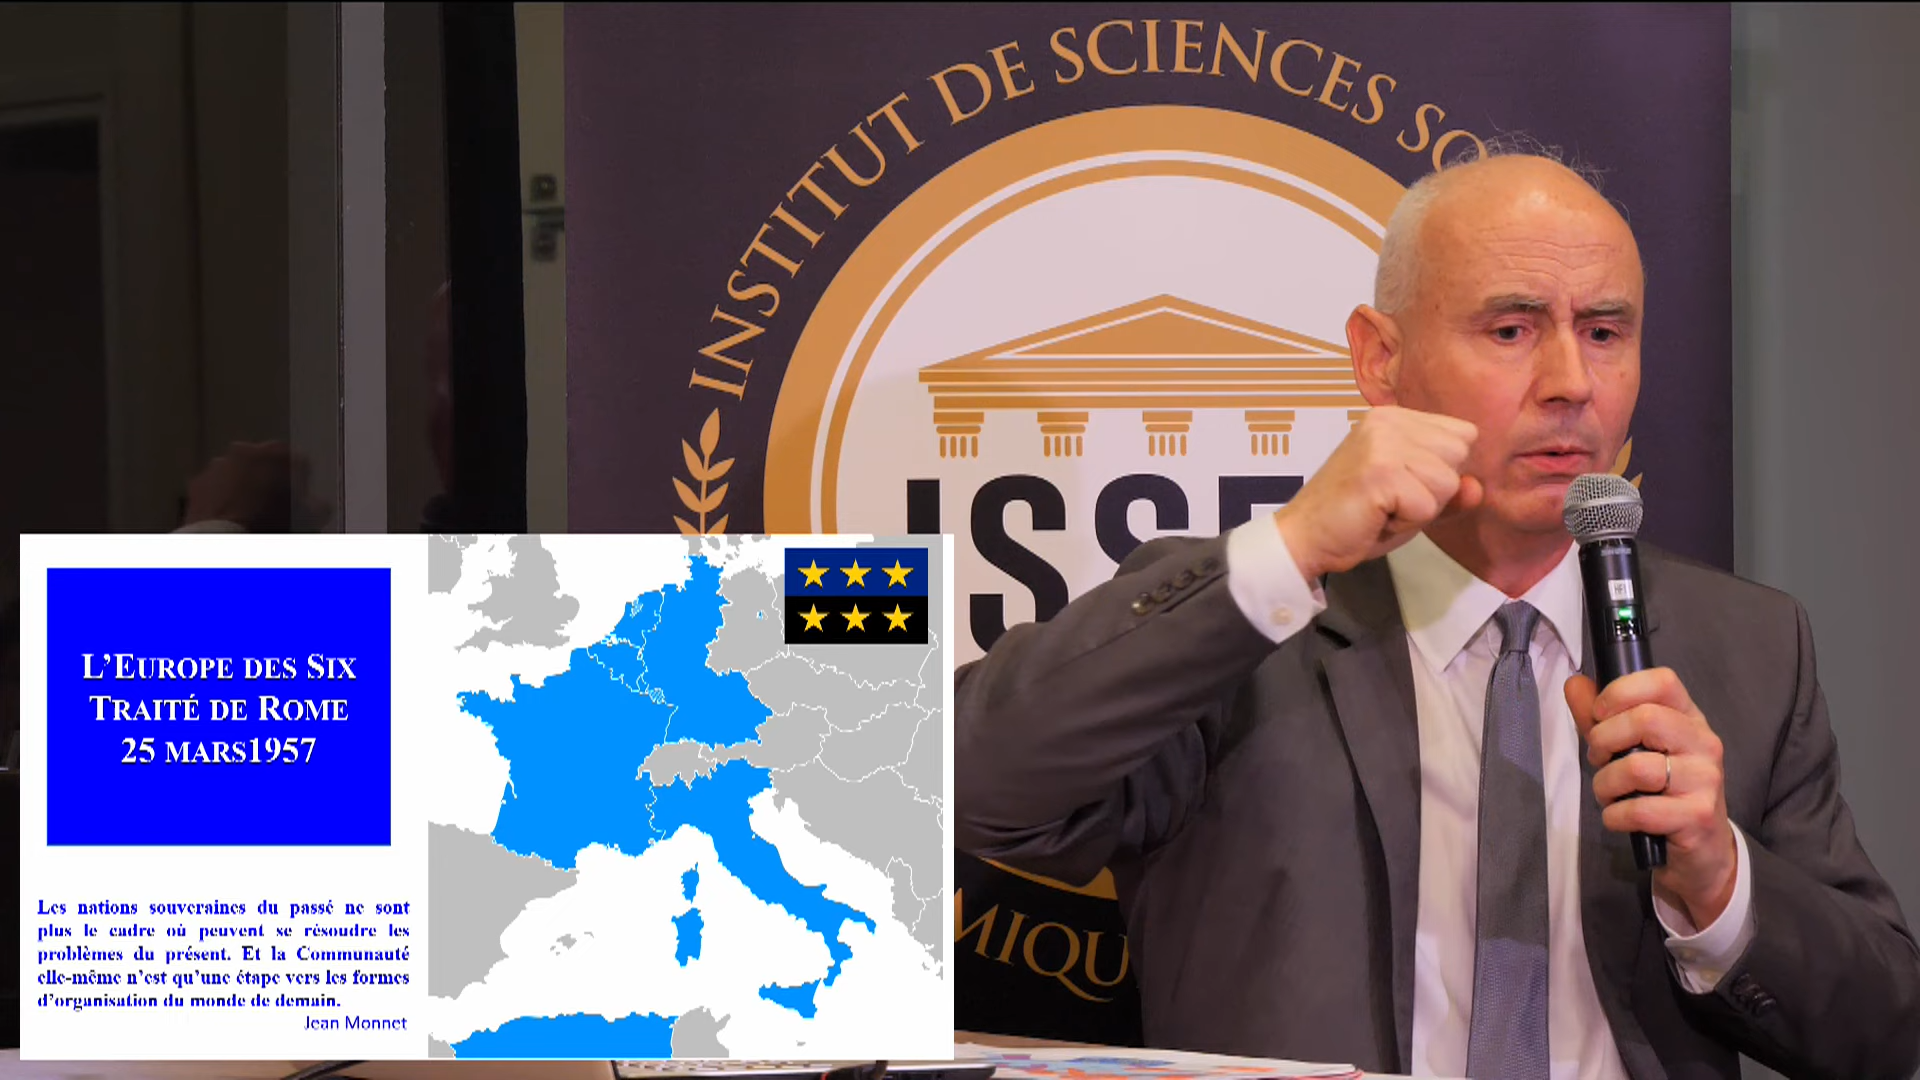 INSTITUT DE SCIENCES SO
ISSE
MIQU
L'EUROPE DES SIX
TRAITÉ DE ROME
25 MARS1957
Les nations souveraines du passé ne sont
plus le cadre où peuvent se résoudre les
problèmes du présent. Et la Communauté
elle-même n'est qu'une étape vers les formes
d'organisation du monde de demain.
Jean Monnet